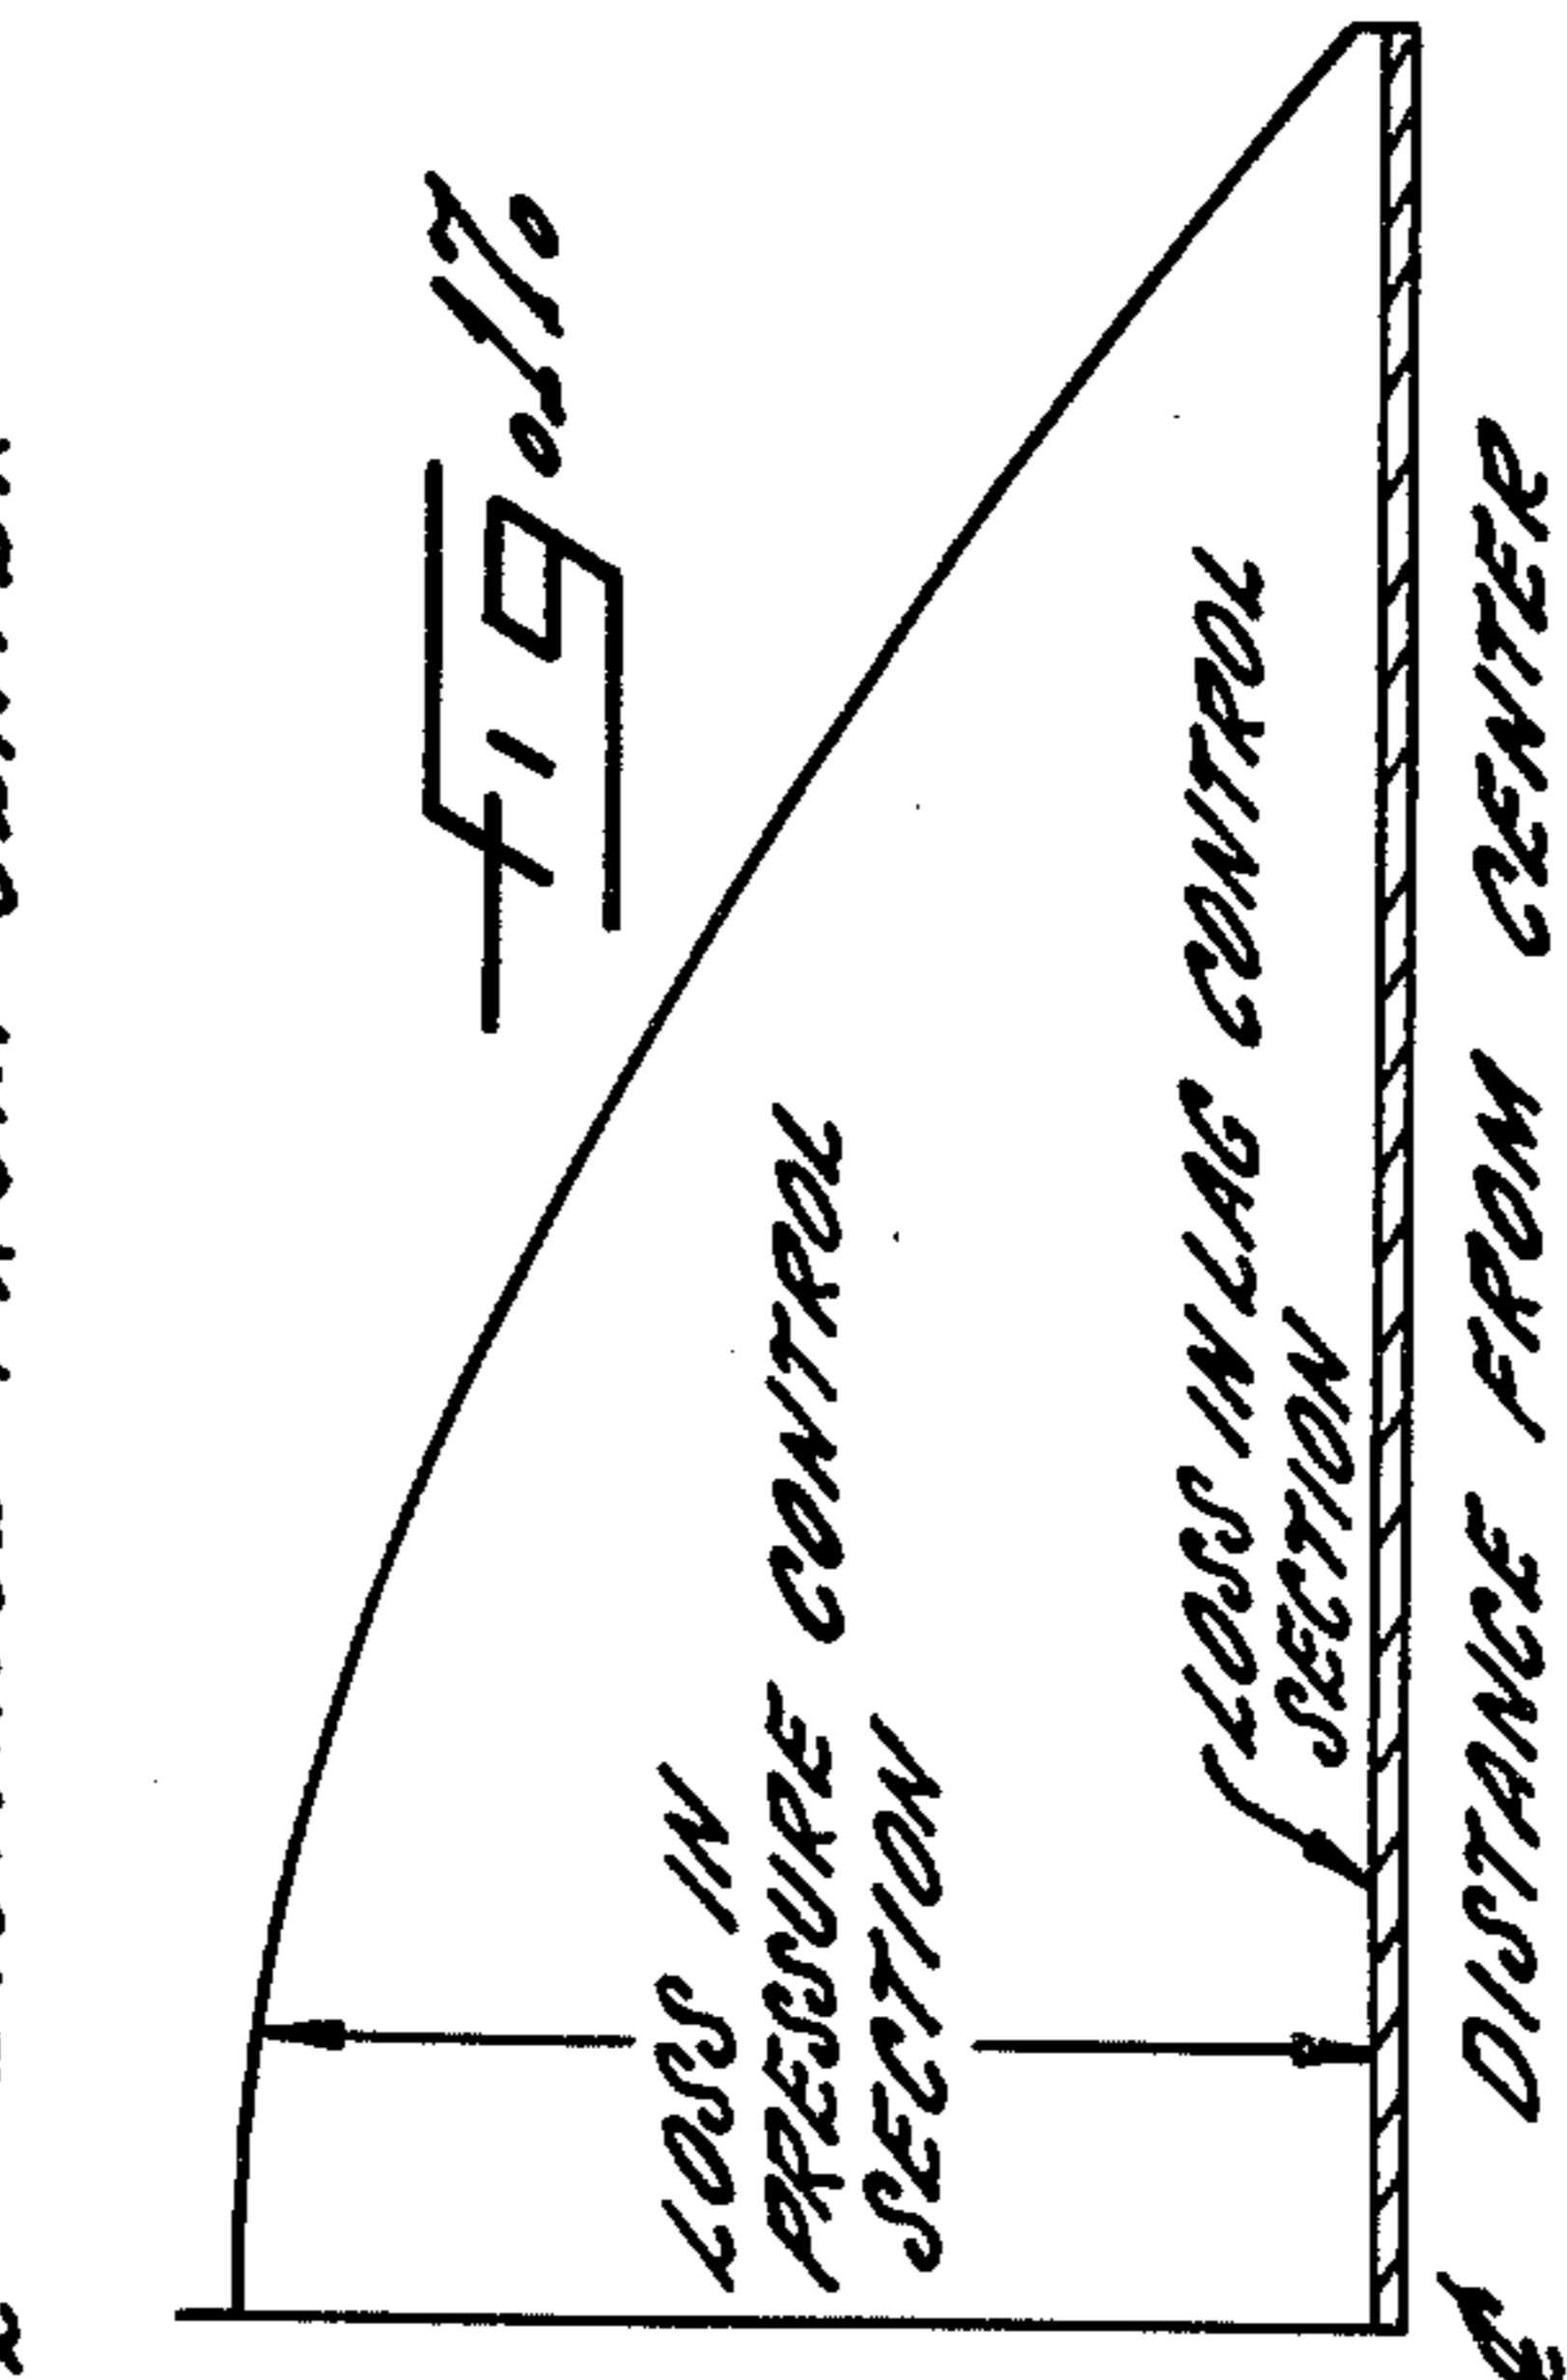 Fig.17.
LOSS IN
PRESSURE CONTROL
SECTION
LOSS IN LAG CONTROL
SECTION
DISTANCE FROM CENTER